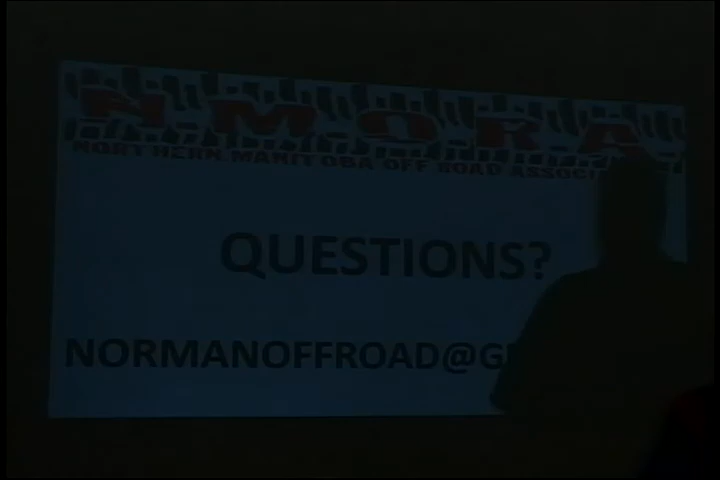 N-M-O-R-A
NORTHERN MANITOBA OFF ROAD
QUESTIONS?
NORMANOFFROAD@G